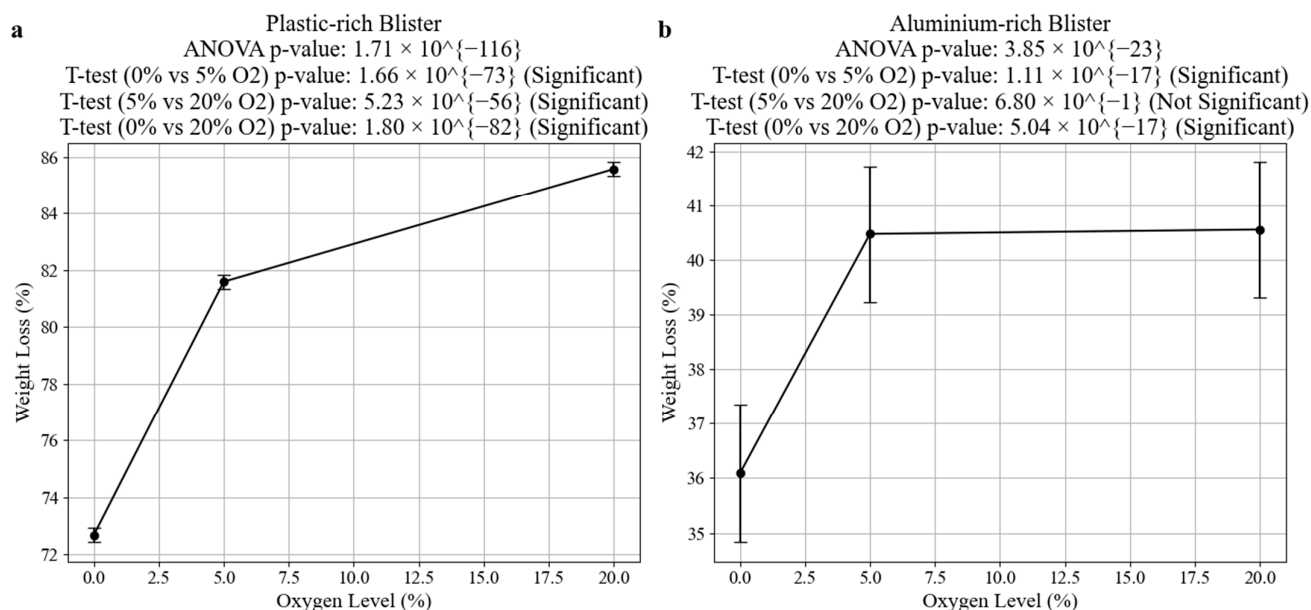 a
Plastic-rich Blister
ANOVA p-value: 1.71 × 10^{−116}
T-test (0% vs 5% O2) p-value: 1.66 × 10^{−73} (Significant)
T-test (5% vs 20% O2) p-value: 5.23 × 10^{−56} (Significant)
T-test (0% vs 20% O2) p-value: 1.80 × 10^{−82} (Significant)
86
84
82
80
78
76
74
72
Weight Loss (%)
0.0 2.5 5.0 7.5 10.0 12.5 15.0 17.5 20.0
Oxygen Level (%)
b
Aluminium-rich Blister
ANOVA p-value: 3.85 × 10^{−23}
T-test (0% vs 5% O2) p-value: 1.11 × 10^{−17} (Significant)
T-test (5% vs 20% O2) p-value: 6.80 × 10^{−1} (Not Significant)
T-test (0% vs 20% O2) p-value: 5.04 × 10^{−17} (Significant)
42
41
40
39
38
37
36
35
Weight Loss (%)
0.0 2.5 5.0 7.5 10.0 12.5 15.0 17.5 20.0
Oxygen Level (%)